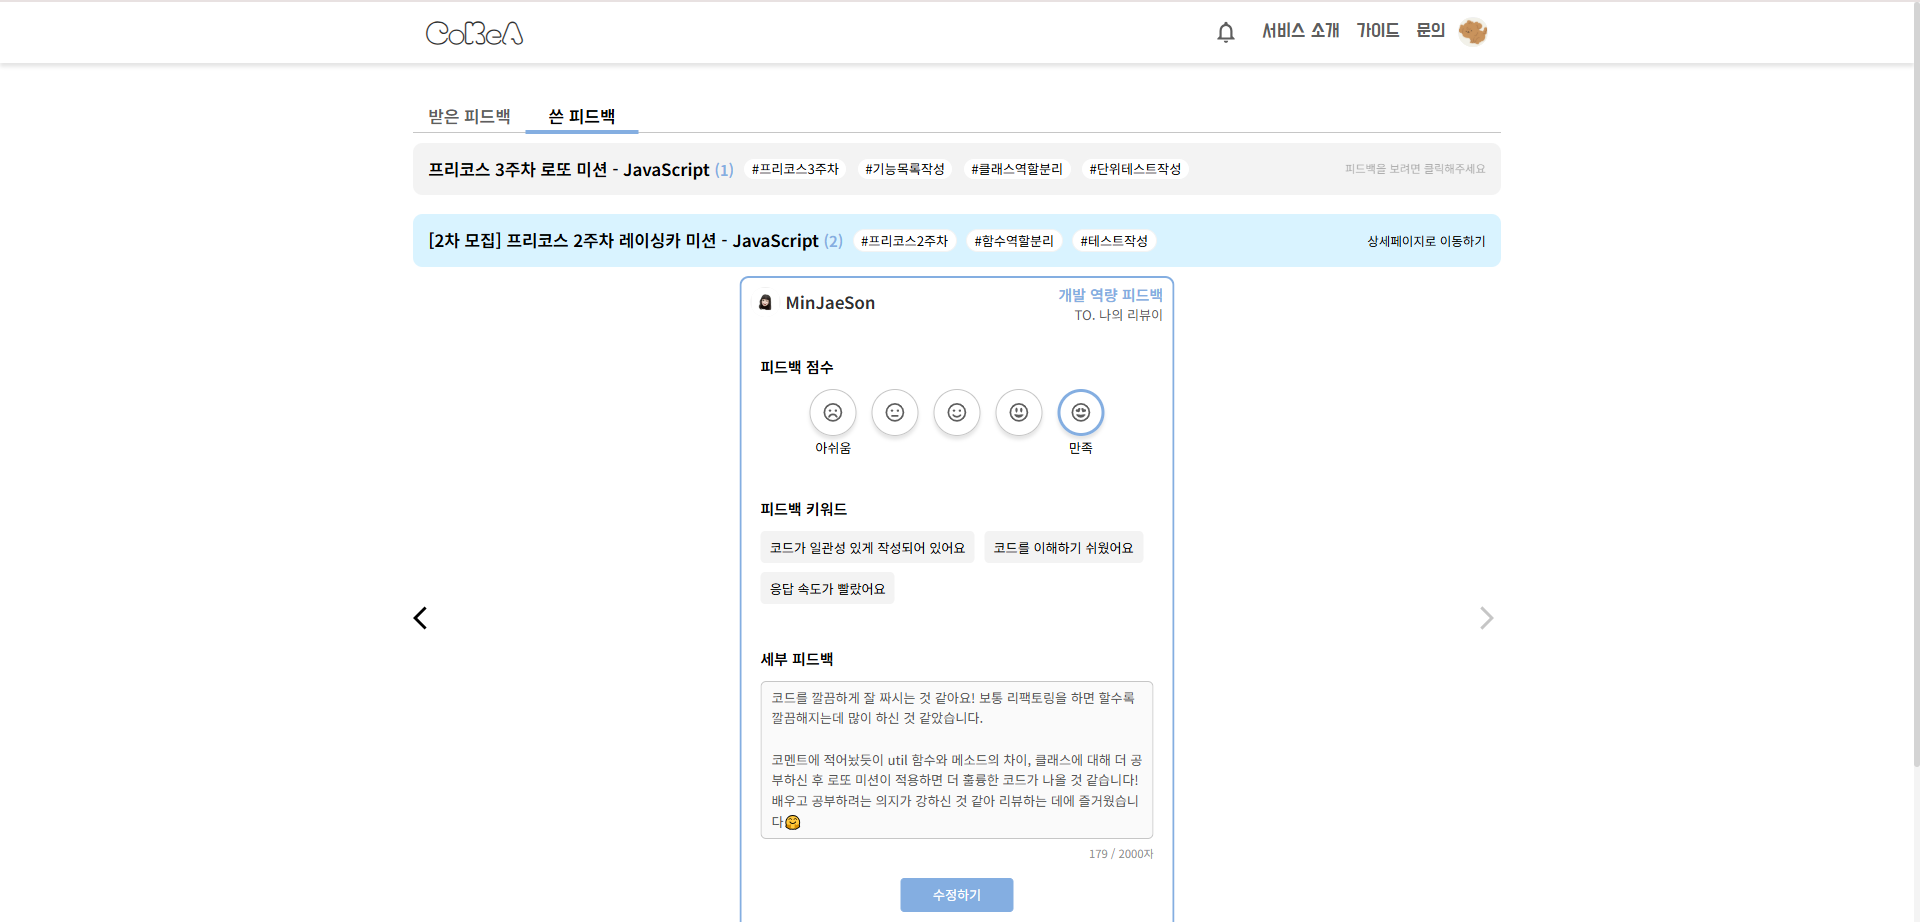 CoReA
서비스 소개 가이드 문의
받은 피드백 쓴 피드백
프리코스 3주차 로또 미션 - JavaScript (1) #프리코스3주차 #기능목록작성 #클래스역할분리 #단위테스트작성 피드백을 보려면 클릭해주세요
[2차 모집] 프리코스 2주차 레이싱카 미션 - JavaScript (2) #프리코스2주차 #함수역할분리 #테스트작성 상세페이지로 이동하기
MinJaeSon
개발 역량 피드백
TO. 나의 리뷰이
피드백 점수
아쉬움 만족
피드백 키워드
코드가 일관성 있게 작성되어 있어요 코드를 이해하기 쉬웠어요
응답 속도가 빨랐어요
세부 피드백
코드를 깔끔하게 잘 짜시는 것 같아요! 보통 리팩토링을 하면 할수록
깔끔해지는데 많이 하신 것 같았습니다.
코멘트에 적어놨듯이 util 함수와 메소드의 차이, 클래스에 대해 더 공
부하신 후 로또 미션이 적용하면 더 훌륭한 코드가 나올 것 같습니다!
배우고 공부하려는 의지가 강하신 것 같아 리뷰하는 데에 즐거웠습니
다🤗
179 / 2000자
수정하기